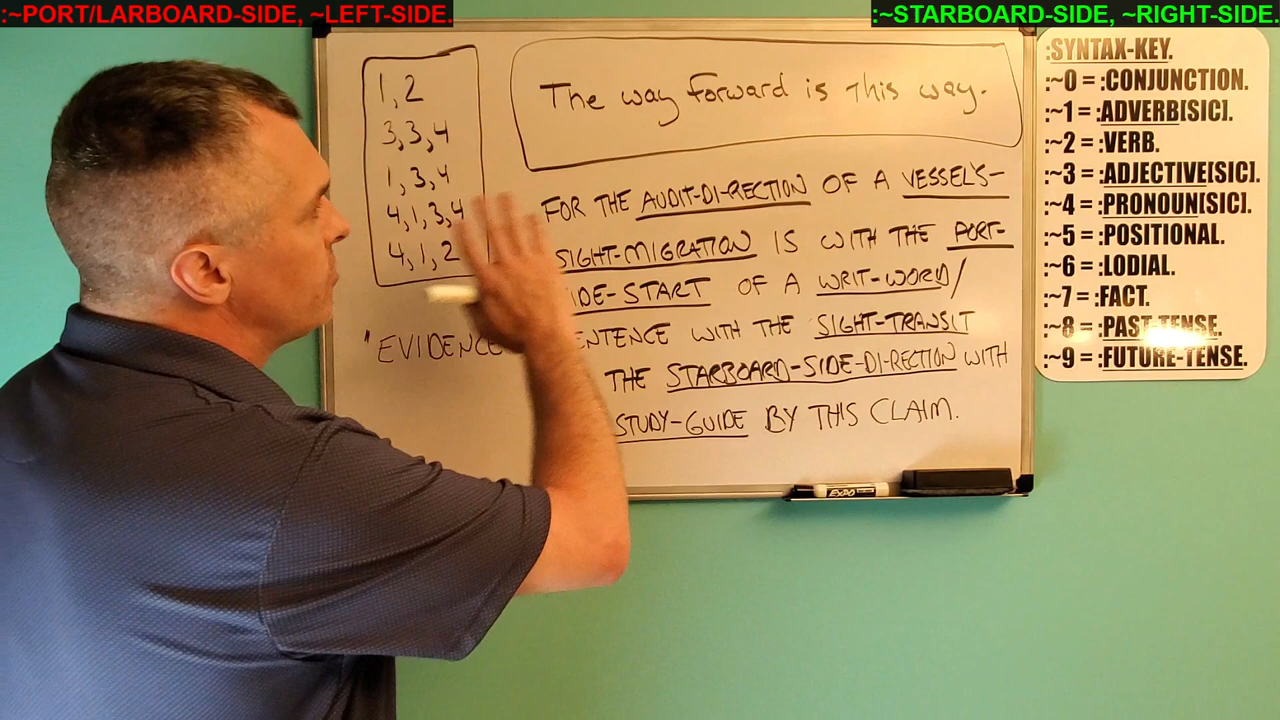 :~PORT/LARBOARD-SIDE, ~LEFT-SIDE.
:~STARBOARD-SIDE, ~RIGHT-SIDE.
1, 2
3, 3, 4
1, 3, 4
4, 1, 3, 4
4, 1, 2
The way forward is this way.
FOR THE AUDIT-DI-RECTION OF A VESSEL'S-
SIGHT-MIGRATION IS WITH THE PORT-
IDE-START OF A WRIT-WORD/
"EVIDENCE ENTENCE WITH THE SIGHT-TRANSIT
THE STARBOARD-SIDE-DI-RECTION WITH
STUDY-GUIDE BY THIS CLAIM.
EXPO
:SYNTAX-KEY.
:~0 = :CONJUNCTION.
:~1 = :ADVERB[SIC].
:~2 = :VERB.
:~3 = :ADJECTIVE[SIC].
:~4 = :PRONOUN[SIC].
:~5 = :POSITIONAL.
:~6 = :LODIAL.
:~7 = :FACT.
:~8 = :PAST-TENSE.
:~9 = :FUTURE-TENSE.